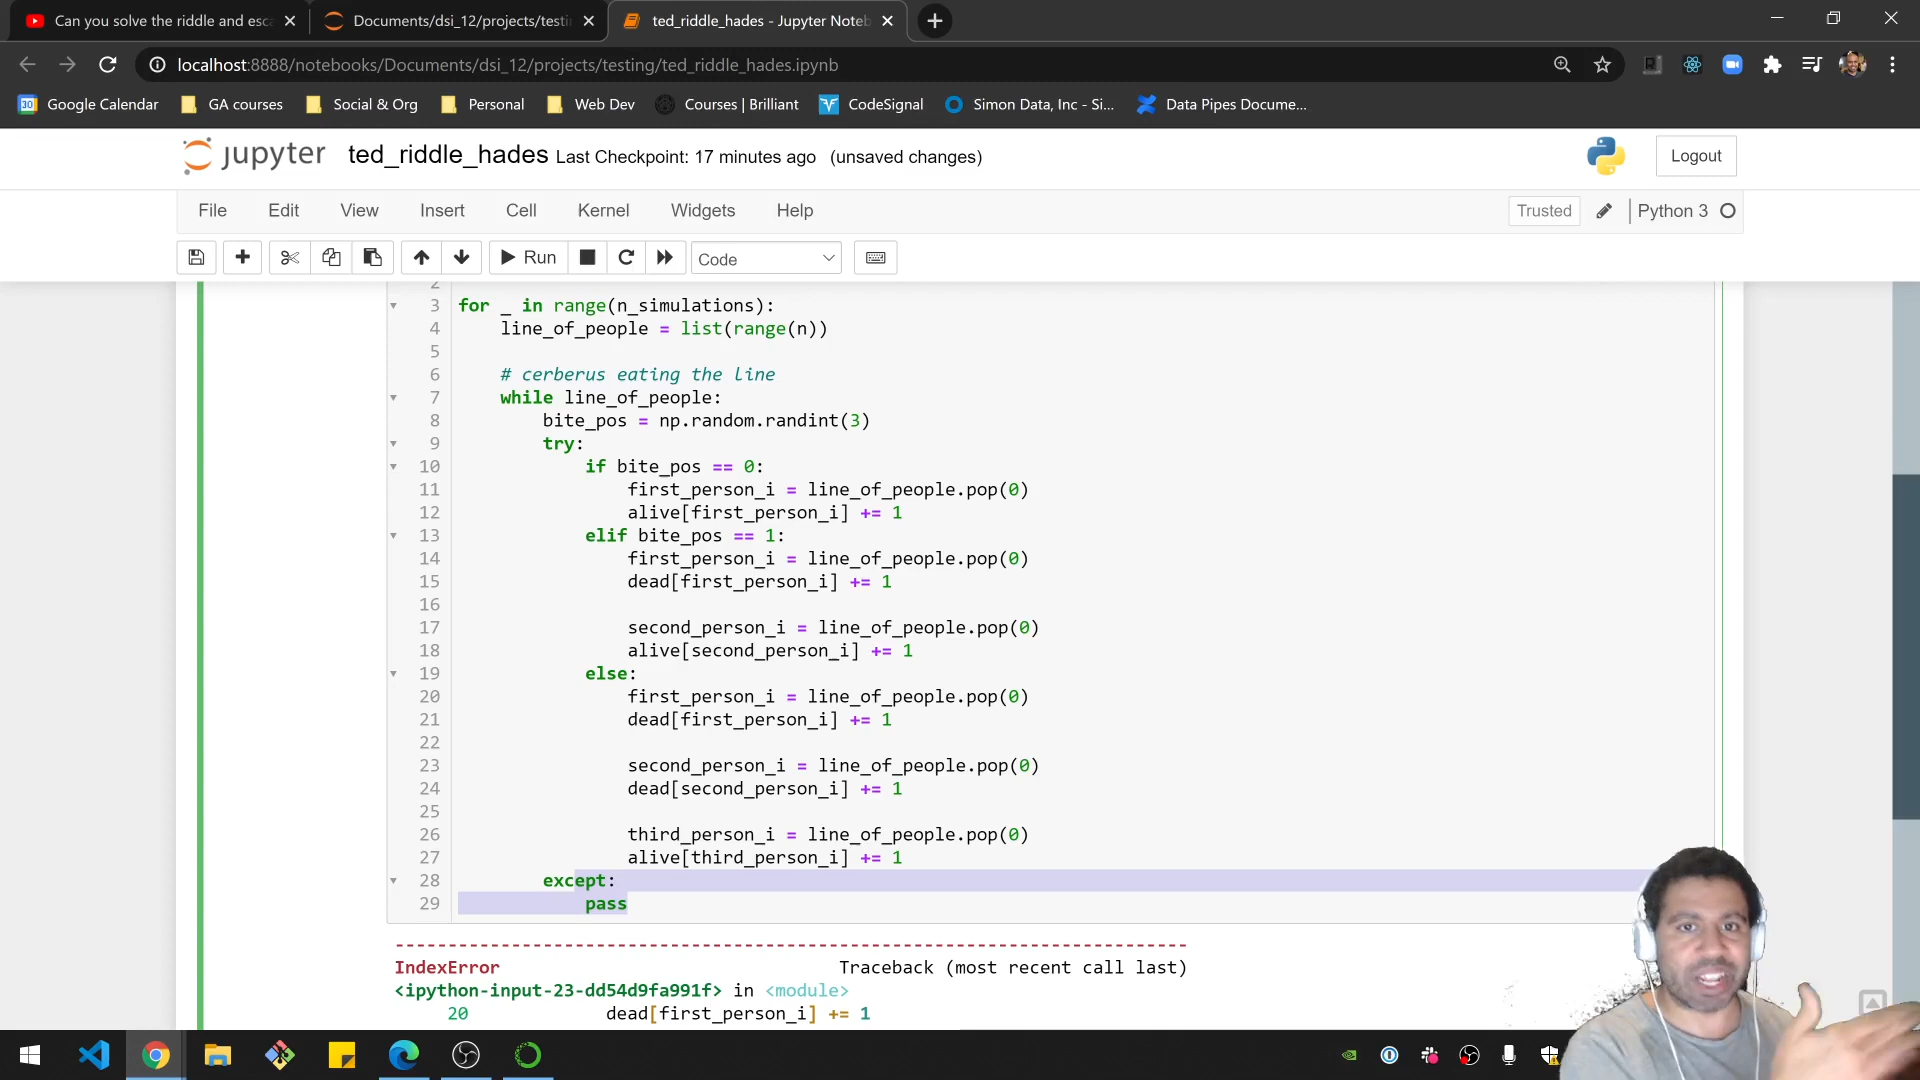 Can you solve the riddle and esc
Documents/dsi_12/projects/testi
ted_riddle_hades - Jupyter Noteb
localhost:8888/notebooks/Documents/dsi_12/projects/testing/ted_riddle_hades.ipynb
30 Google Calendar GA courses Social & Org Personal Web Dev Courses | Brilliant CodeSignal Simon Data, Inc - Si... Data Pipes Docume...
jupyter ted_riddle_hades Last Checkpoint: 17 minutes ago (unsaved changes) Logout
File Edit View Insert Cell Kernel Widgets Help Trusted Python 3
Run Code
2
3 for _ in range(n_simulations):
4 line_of_people = list(range(n))
5
6 # cerberus eating the line
7 while line_of_people:
8 bite_pos = np.random.randint(3)
9 try:
10 if bite_pos == 0:
11 first_person_i = line_of_people.pop(0)
12 alive[first_person_i] += 1
13 elif bite_pos == 1:
14 first_person_i = line_of_people.pop(0)
15 dead[first_person_i] += 1
16
17 second_person_i = line_of_people.pop(0)
18 alive[second_person_i] += 1
19 else:
20 first_person_i = line_of_people.pop(0)
21 dead[first_person_i] += 1
22
23 second_person_i = line_of_people.pop(0)
24 dead[second_person_i] += 1
25
26 third_person_i = line_of_people.pop(0)
27 alive[third_person_i] += 1
28 except:
29 pass
---------------------------------------------------------------------------
IndexError Traceback (most recent call last)
<ipython-input-23-dd54d9fa991f> in <module>
20 dead[first_person_i] += 1